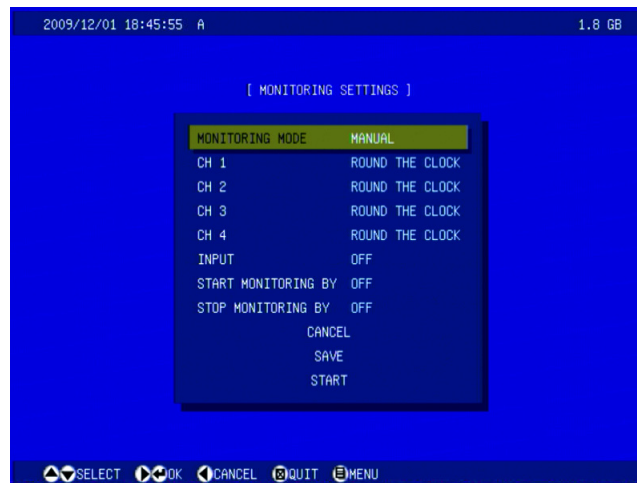 2009/12/01 18:45:55 A 1.8 GB
[ MONITORING SETTINGS ]
MONITORING MODE MANUAL
CH 1 ROUND THE CLOCK
CH 2 ROUND THE CLOCK
CH 3 ROUND THE CLOCK
CH 4 ROUND THE CLOCK
INPUT OFF
START MONITORING BY OFF
STOP MONITORING BY OFF
CANCEL
SAVE
START
SELECT OK CANCEL QUIT MENU